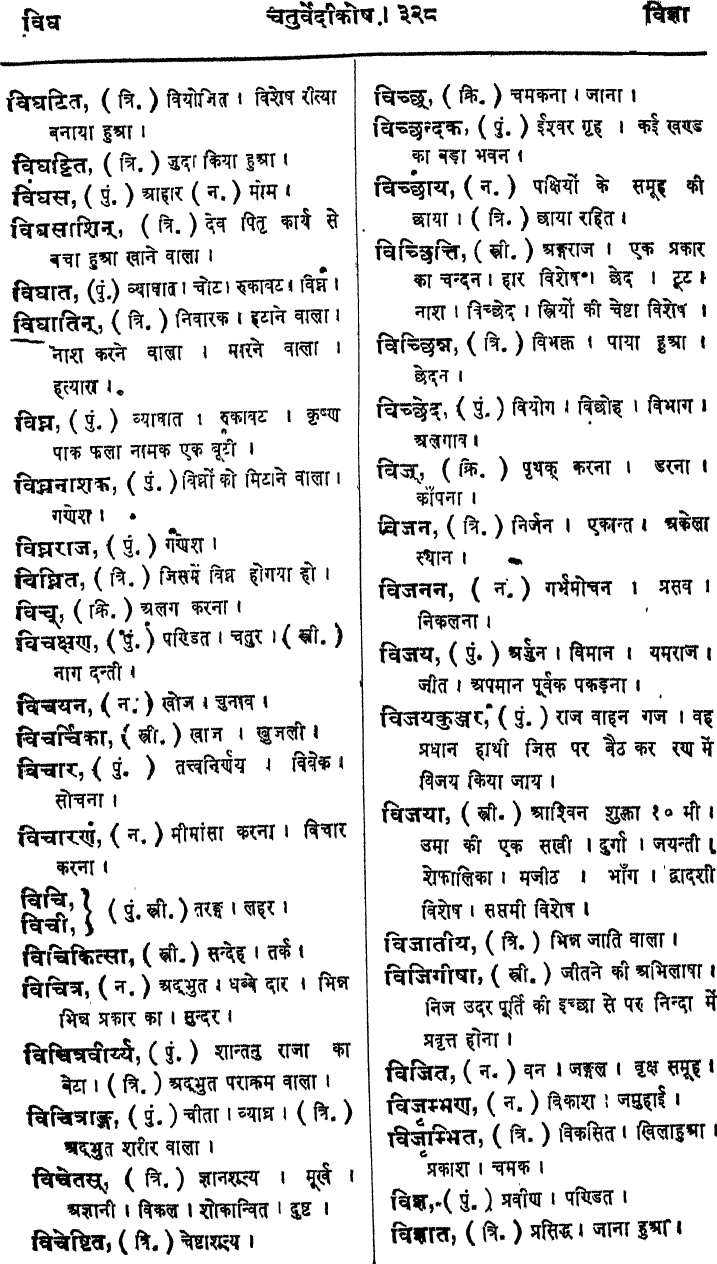 विघ
चतुर्वेदीकोष । ३२८
विज्ञा
विघटित, (त्रि.) वियोजित । विशेष रीत्या
बनाया हुआ ।
विघट्टित, (त्रि.) जुदा किया हुआ ।
विघस, (पुं.) आहार (न.) मोम ।
विघसाशिन्, (त्रि.) देव पितृ कार्य से
बचा हुआ खाने वाला ।
विघात, (पुं.) व्याघात । चोट । रुकावट । विघ्न ।
विघातिन्, (त्रि.) निवारक । हटाने वाला ।
नाश करने वाला । मारने वाला ।
हत्यारा ।
विघ्न, (पुं.) व्याघात । रुकावट । कृष्ण
पाक फला नामक एक बूटी ।
विघ्ननाशक, (पुं.) विघ्नों को मिटाने वाला ।
गणेश ।
विघ्नराज, (पुं.) गणेश ।
विघ्नित, (त्रि.) जिसमें विघ्न होगया हो ।
विच्, (क्रि.) अलग करना ।
विचक्षण, (पुं.) पण्डित । चतुर । (स्त्री.)
नाग दन्ती ।
विचयन, (न.) खोज । चुनाव ।
विचर्चिका, (स्त्री.) खाज । खुजली ।
विचार, (पुं.) तत्त्वनिर्णय । विवेक ।
सोचना ।
विचारण, (न.) मीमांसा करना । विचार
करना ।
विचि,
विची, } (पुं. स्त्री.) तरङ्ग । लहर ।
विचिकित्सा, (स्त्री.) सन्देह । तर्क ।
विचित्र, (न.) अद्भुत । धब्बे दार । भिन्न
भिन्न प्रकार का । सुन्दर ।
विचित्रवीर्य्य, (पुं.) शान्तनु राजा का
बेटा । (त्रि.) अद्भुत पराक्रम वाला ।
विचित्राङ्ग, (पुं.) चीता । व्याघ्र । (त्रि.)
अद्भुत शरीर वाला ।
विचेतस्, (त्रि.) ज्ञानशून्य । मूर्ख ।
अज्ञानी । विकल । शोकान्वित । दुष्ट ।
विचेष्टित, (त्रि.) चेष्टाशून्य ।
विच्छ्, (क्रि.) चमकना । जाना ।
विच्छन्दक, (पुं.) ईश्वर गृह । कई खण्ड
का बड़ा भवन ।
विच्छाय, (न.) पक्षियों के समूह की
छाया । (त्रि.) छाया रहित ।
विच्छित्ति, (स्त्री.) अङ्गराज । एक प्रकार
का चन्दन । हार विशेष । छेद । टूट ।
नाश । विच्छेद । स्त्रियों की चेष्टा विशेष ।
विच्छिन्न, (त्रि.) विभक्त । पाया हुआ ।
छेदन ।
विच्छेद, (पुं.) वियोग । विछोह । विभाग ।
अलगाव ।
विज्, (क्रि.) पृथक् करना । डरना ।
काँपना ।
विजन, (त्रि.) निर्जन । एकान्त । अकेला
स्थान ।
विजनन, (न.) गर्भमोचन । प्रसव ।
निकलना ।
विजय, (पुं.) अर्जुन । विमान । यमराज ।
जीत । अपमान पूर्वक पकड़ना ।
विजयकुञ्जर, (पुं.) राज वाहन गज । वह
प्रधान हाथी जिस पर बैठ कर रण में
विजय किया जाय ।
विजया, (स्त्री.) आश्विन शुक्ला १० मी ।
उमा की एक सखी । दुर्गा । जयन्ती ।
शेफालिका । मजीठ । भाँग । द्वादशी
विशेष । सप्तमी विशेष ।
विजातीय, (त्रि.) भिन्न जाति वाला ।
विजिगीषा, (स्त्री.) जीतने की अभिलाषा ।
निज उदर पूर्ति की इच्छा से पर निन्दा में
प्रवृत्त होना ।
विजित, (न.) वन । जङ्गल । वृक्ष समूह ।
विजृम्भण, (न.) विकाश । जमुहाई ।
विजृम्भित, (त्रि.) विकसित । खिलाहुआ ।
प्रकाश । चमक ।
विज्ञ, (पुं.) प्रवीण । पण्डित ।
विज्ञात, (त्रि.) प्रसिद्ध । जाना हुआ ।